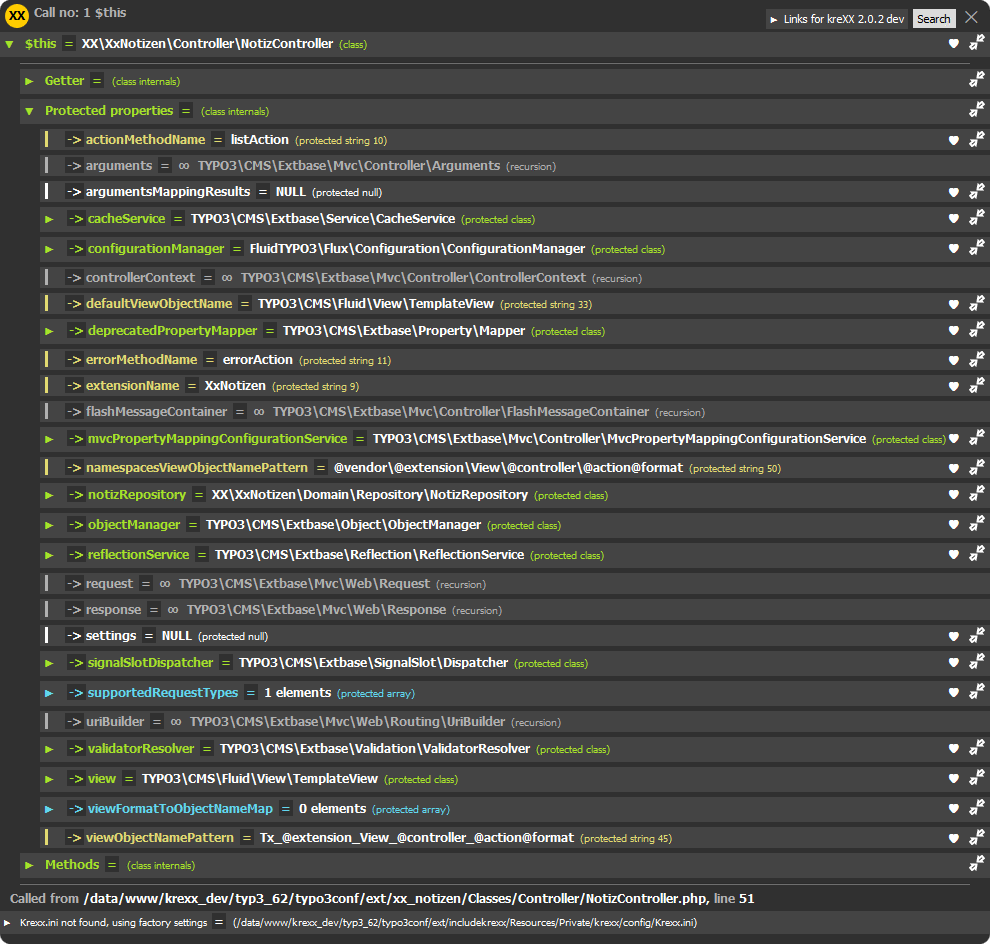 XX Call no: 1 $this
► Links for kreXX 2.0.2 dev Search
▼ $this = XX\XxNotizen\Controller\NotizController (class)
► Getter = (class internals)
▼ Protected properties = (class internals)
-> actionMethodName = listAction (protected string 10)
-> arguments = ∞ TYPO3\CMS\Extbase\Mvc\Controller\Arguments (recursion)
-> argumentsMappingResults = NULL (protected null)
► -> cacheService = TYPO3\CMS\Extbase\Service\CacheService (protected class)
► -> configurationManager = FluidTYPO3\Flux\Configuration\ConfigurationManager (protected class)
-> controllerContext = ∞ TYPO3\CMS\Extbase\Mvc\Controller\ControllerContext (recursion)
-> defaultViewObjectName = TYPO3\CMS\Fluid\View\TemplateView (protected string 33)
► -> deprecatedPropertyMapper = TYPO3\CMS\Extbase\Property\Mapper (protected class)
-> errorMethodName = errorAction (protected string 11)
-> extensionName = XxNotizen (protected string 9)
-> flashMessageContainer = ∞ TYPO3\CMS\Extbase\Mvc\Controller\FlashMessageContainer (recursion)
► -> mvcPropertyMappingConfigurationService = TYPO3\CMS\Extbase\Mvc\Controller\MvcPropertyMappingConfigurationService (protected class)
-> namespacesViewObjectNamePattern = @vendor\@extension\View\@controller\@action@format (protected string 50)
► -> notizRepository = XX\XxNotizen\Domain\Repository\NotizRepository (protected class)
► -> objectManager = TYPO3\CMS\Extbase\Object\ObjectManager (protected class)
► -> reflectionService = TYPO3\CMS\Extbase\Reflection\ReflectionService (protected class)
-> request = ∞ TYPO3\CMS\Extbase\Mvc\Web\Request (recursion)
-> response = ∞ TYPO3\CMS\Extbase\Mvc\Web\Response (recursion)
-> settings = NULL (protected null)
► -> signalSlotDispatcher = TYPO3\CMS\Extbase\SignalSlot\Dispatcher (protected class)
► -> supportedRequestTypes = 1 elements (protected array)
-> uriBuilder = ∞ TYPO3\CMS\Extbase\Mvc\Web\Routing\UriBuilder (recursion)
► -> validatorResolver = TYPO3\CMS\Extbase\Validation\ValidatorResolver (protected class)
► -> view = TYPO3\CMS\Fluid\View\TemplateView (protected class)
► -> viewFormatToObjectNameMap = 0 elements (protected array)
-> viewObjectNamePattern = Tx_@extension_View_@controller_@action@format (protected string 45)
► Methods = (class internals)
Called from /data/www/krexx_dev/typ3_62/typo3conf/ext/xx_notizen/Classes/Controller/NotizController.php, line 51
► Krexx.ini not found, using factory settings = (/data/www/krexx_dev/typ3_62/typo3conf/ext/includekrexx/Resources/Private/krexx/config/Krexx.ini)